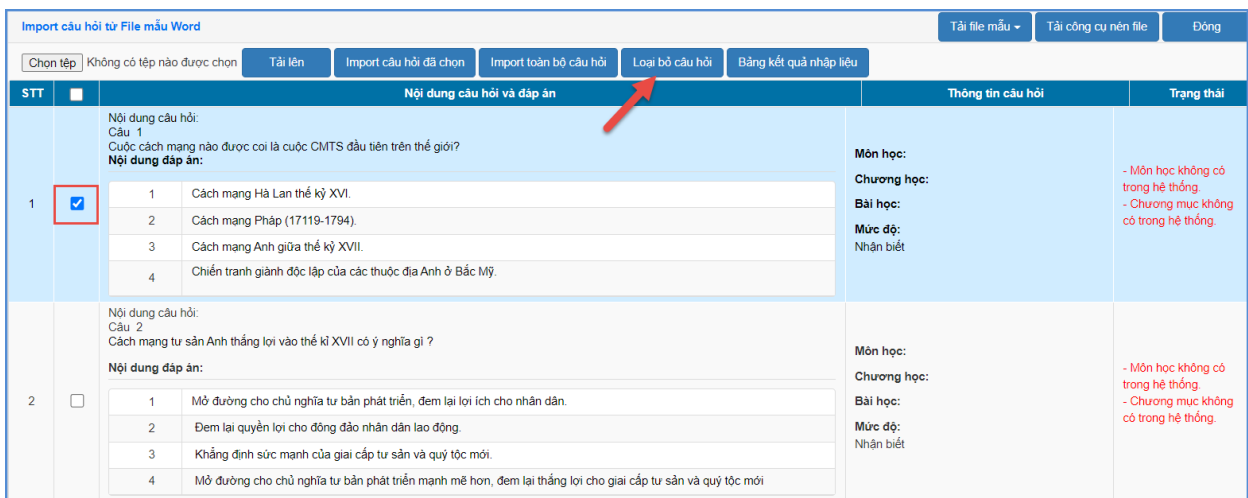 Import câu hỏi từ File mẫu Word
Tải file mẫu
Tải công cụ nén file
Đóng
Chọn tệp Không có tệp nào được chọn
Tải lên
Import câu hỏi đã chọn
Import toàn bộ câu hỏi
Loại bỏ câu hỏi
Bảng kết quả nhập liệu
STT
Nội dung câu hỏi và đáp án
Thông tin câu hỏi
Trạng thái
1
Nội dung câu hỏi:
Câu 1
Cuộc cách mạng nào được coi là cuộc CMTS đầu tiên trên thế giới?
Nội dung đáp án:
1 Cách mạng Hà Lan thế kỷ XVI.
2 Cách mạng Pháp (17119-1794).
3 Cách mạng Anh giữa thế kỷ XVII.
4 Chiến tranh giành độc lập của các thuộc địa Anh ở Bắc Mỹ.
Môn học:
Chương học:
Bài học:
Mức độ:
Nhận biết
- Môn học không có
trong hệ thống.
- Chương mục không
có trong hệ thống.
2
Nội dung câu hỏi:
Câu 2
Cách mạng tư sản Anh thắng lợi vào thế kỉ XVII có ý nghĩa gì ?
Nội dung đáp án:
1 Mở đường cho chủ nghĩa tư bản phát triển, đem lại lợi ích cho nhân dân.
2 Đem lại quyền lợi cho đông đảo nhân dân lao động.
3 Khẳng định sức mạnh của giai cấp tư sản và quý tộc mới.
4 Mở đường cho chủ nghĩa tư bản phát triển mạnh mẽ hơn, đem lại thắng lợi cho giai cấp tư sản và quý tộc mới
Môn học:
Chương học:
Bài học:
Mức độ:
Nhận biết
- Môn học không có
trong hệ thống.
- Chương mục không
có trong hệ thống.